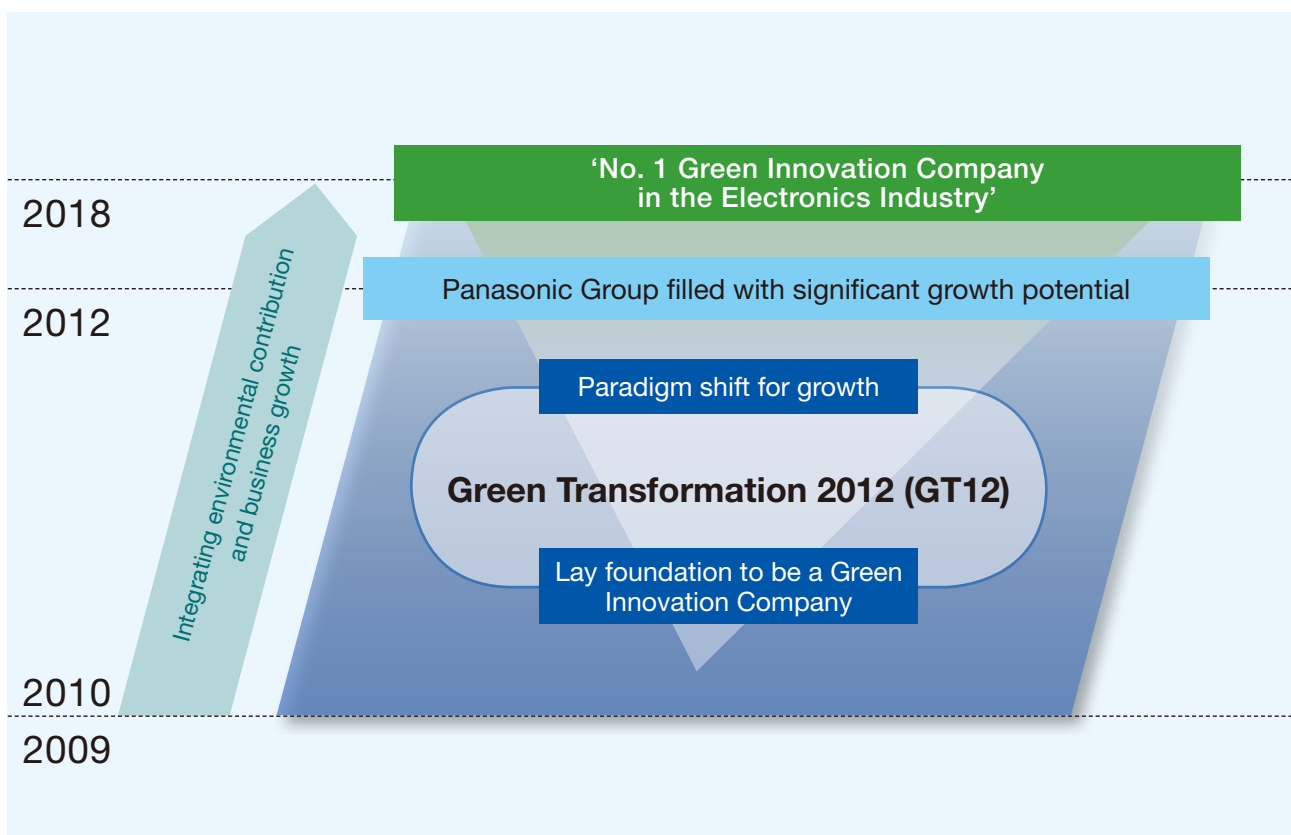 ‘No. 1 Green Innovation Company
in the Electronics Industry’
2018
Panasonic Group filled with significant growth potential
2012
Integrating environmental contribution
and business growth
Paradigm shift for growth
Green Transformation 2012 (GT12)
Lay foundation to be a Green
Innovation Company
2010
2009